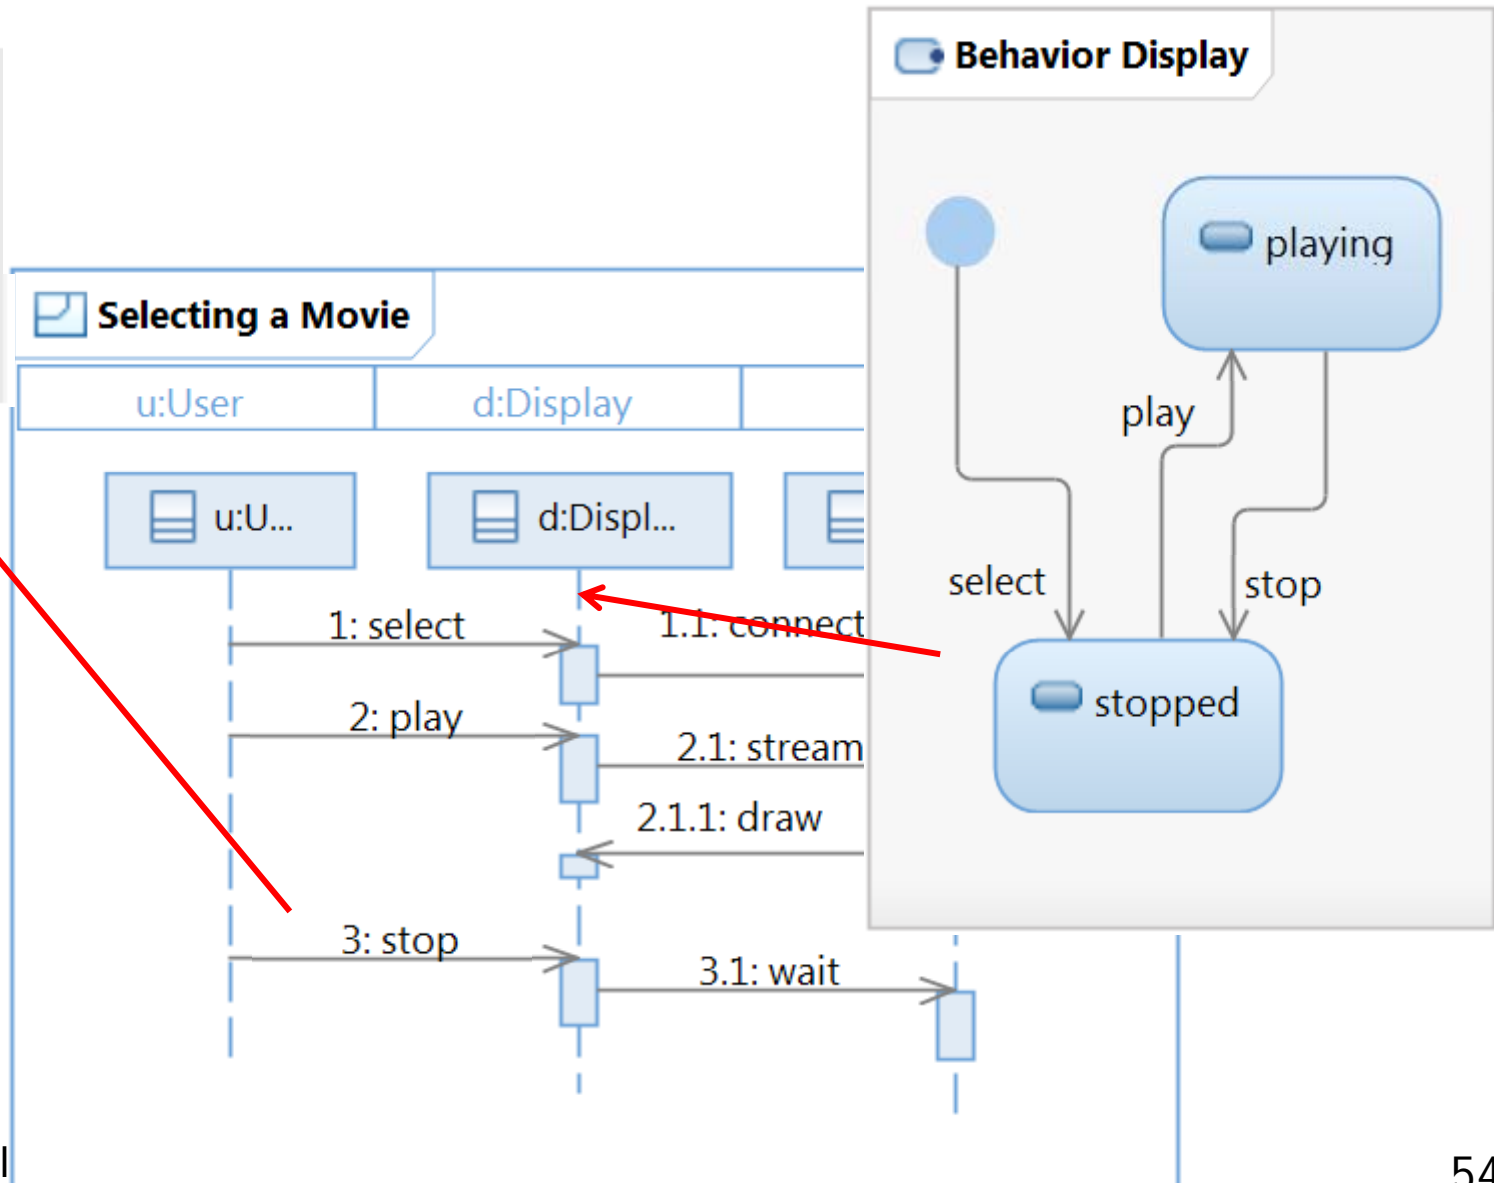 Behavior Display
playing
play
select
stop
stopped
Selecting a Movie
u:User
d:Display
u:U...
d:Displ...
1: select
1.1: connect
2: play
2.1: stream
2.1.1: draw
3: stop
3.1: wait
54